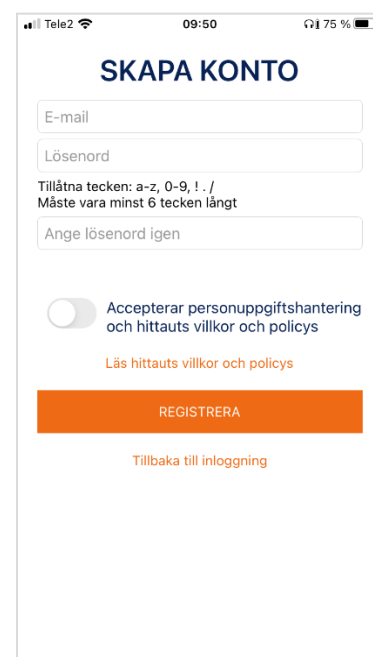 Tele2 09:50 75 %
SKAPA KONTO
E-mail
Lösenord
Tillåtna tecken: a-z, 0-9, ! . /
Måste vara minst 6 tecken långt
Ange lösenord igen
Accepterar personuppgiftshantering
och hittauts villkor och policys
Läs hittauts villkor och policys
REGISTRERA
Tillbaka till inloggning